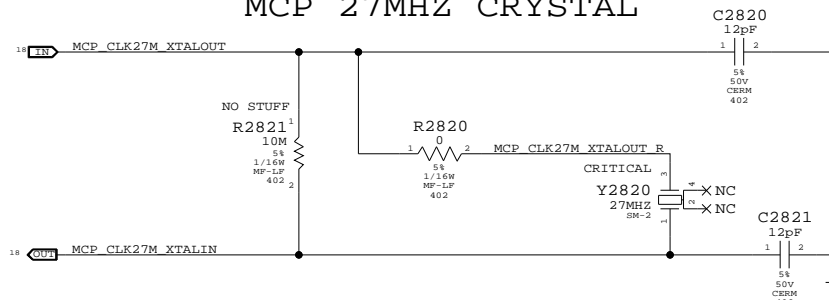 MCP 27MHZ CRYSTAL
C2820
12pF
1 2
5%
50V
CERM
402
18 IN MCP_CLK27M_XTALOUT
NO STUFF
R2821
1
10M
5%
1/16W
MF-LF
402
2
R2820
0
1 2
5%
1/16W
MF-LF
402
MCP_CLK27M_XTALOUT_R
CRITICAL
Y2820
27MHZ
SM-2
3
4
2
1
NC
NC
C2821
12pF
1 2
5%
50V
CERM
18 OUT MCP_CLK27M_XTALIN